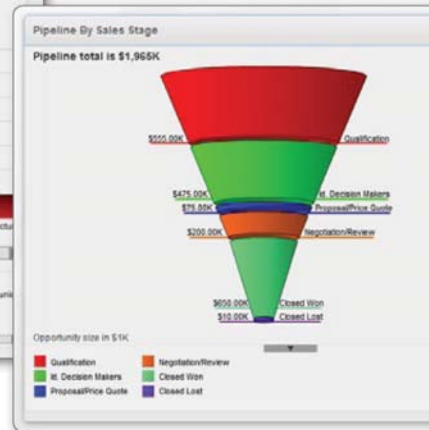 Pipeline By Sales Stage
Pipeline total is $1,965K
$555.00K Qualification
$475.00K Id. Decision Makers
$75.00K Proposal/Price Quote
$200.00K Negotiation/Review
$650.00K Closed Won
$10.00K Closed Lost
Opportunity size in $1K
Qualification Negotiation/Review
Id. Decision Makers Closed Won
Proposal/Price Quote Closed Lost